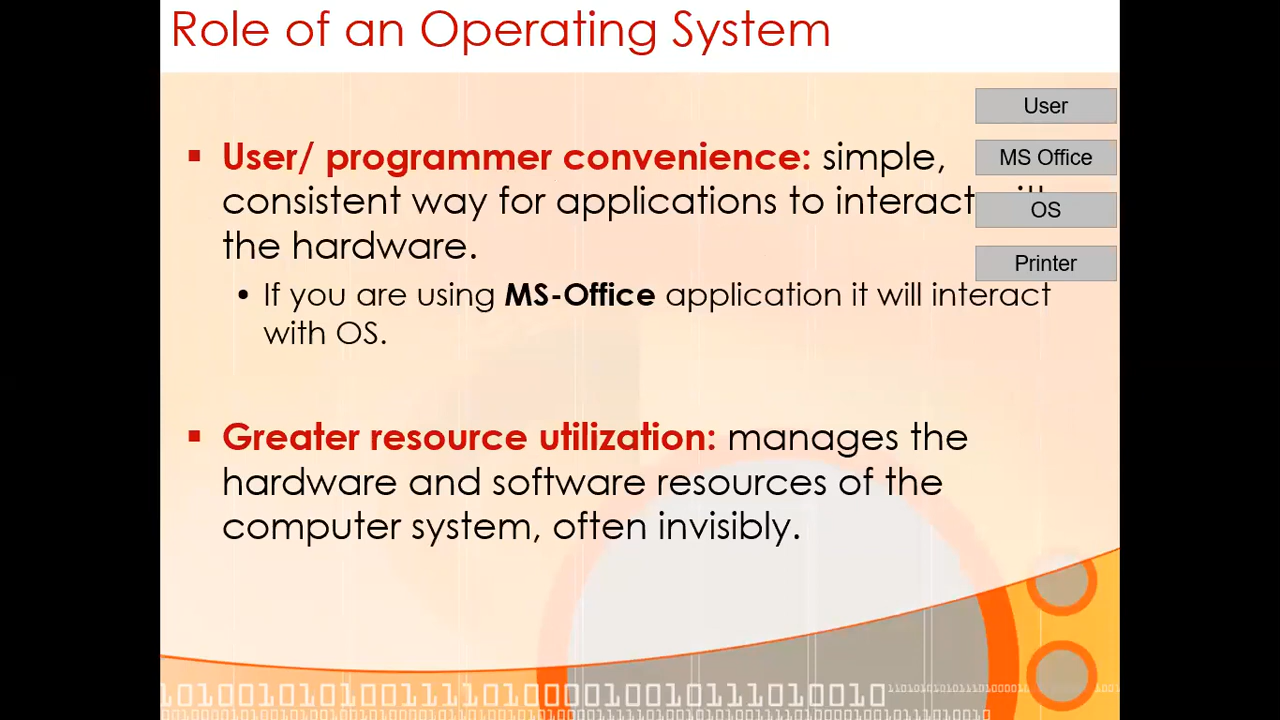 Role of an Operating System
▪ User/ programmer convenience: simple,
consistent way for applications to interact
the hardware.
• If you are using MS-Office application it will interact
with OS.
▪ Greater resource utilization: manages the
hardware and software resources of the
computer system, often invisibly.
User
MS Office
OS
Printer